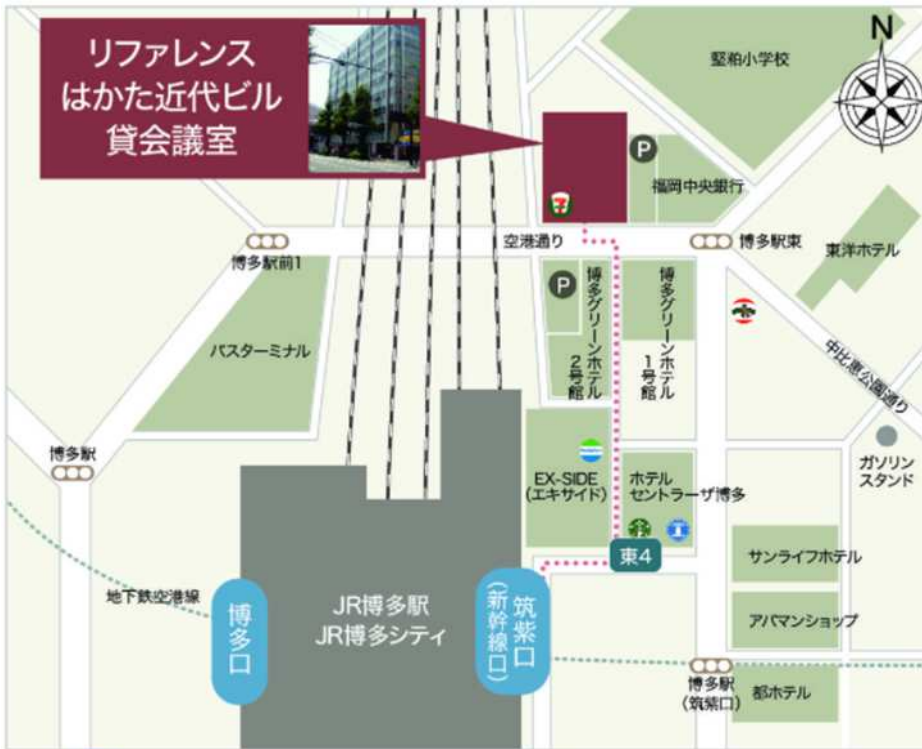 リファレンス
はかた近代ビル
貸会議室
N
堅粕小学校
P
福岡中央銀行
7
空港通り
博多駅東
博多駅前1
東洋ホテル
P
博多グリーンホテル
2号館
博多グリーンホテル
1号館
バスターミナル
中比恵公園通り
博多駅
ガソリン
スタンド
EX-SIDE
(エキサイド)
ホテル
セントラーザ博多
東4
サンライフホテル
地下鉄空港線
博多口
JR博多駅
JR博多シティ
筑紫口
(新幹線口)
アパマンショップ
博多駅
(筑紫口)
都ホテル